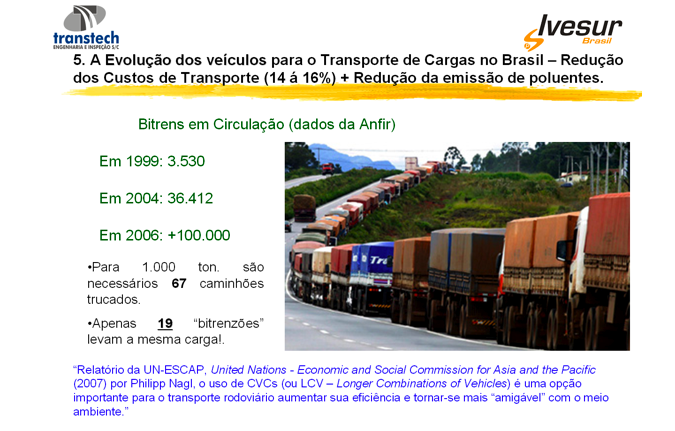 transtech
ENGENHARIA E INSPEÇÃO S/C
Ivesur
Brasil
5. A Evolução dos veículos para o Transporte de Cargas no Brasil – Redução
dos Custos de Transporte (14 á 16%) + Redução da emissão de poluentes.
Bitrens em Circulação (dados da Anfir)
Em 1999: 3.530
Em 2004: 36.412
Em 2006: +100.000
•Para 1.000 ton. são
necessários 67 caminhões
trucados.
•Apenas 19 “bitrenzões”
levam a mesma carga!.
“Relatório da UN-ESCAP, United Nations - Economic and Social Commission for Asia and the Pacific
(2007) por Philipp Nagl, o uso de CVCs (ou LCV – Longer Combinations of Vehicles) é uma opção
importante para o transporte rodoviário aumentar sua eficiência e tornar-se mais “amigável” com o meio
ambiente.”